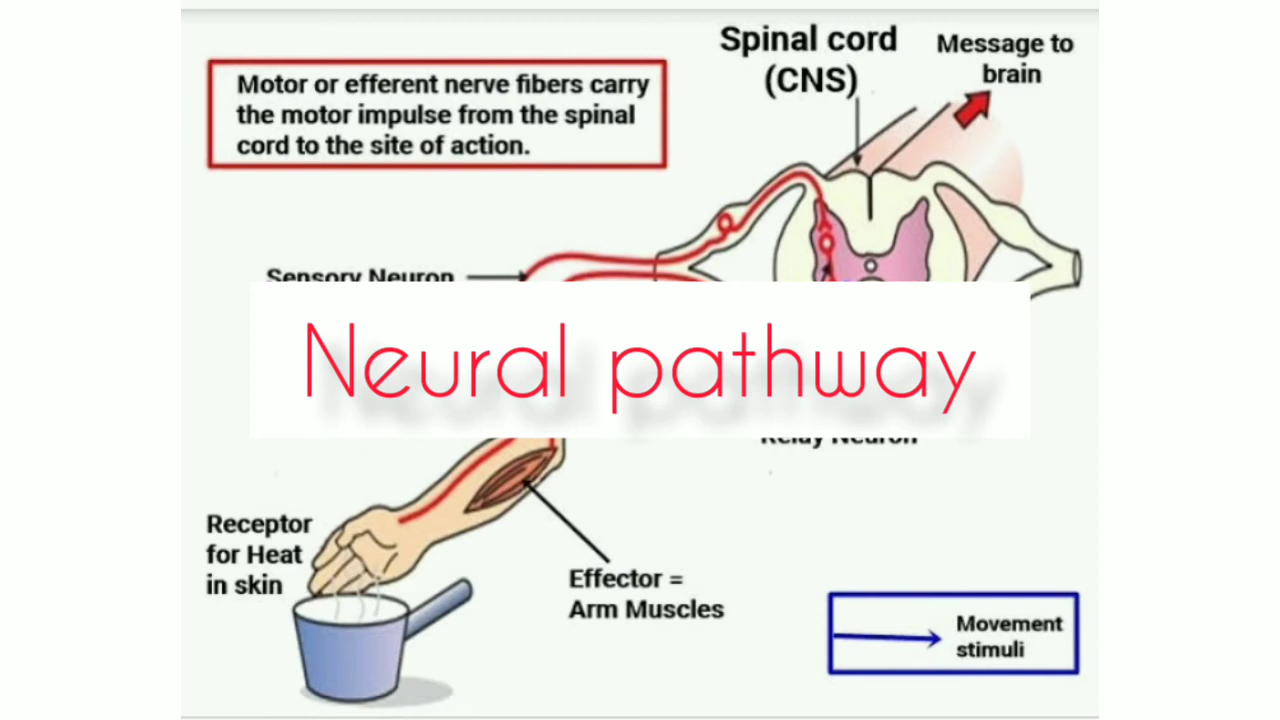 Spinal cord
(CNS)
Message to
brain
Motor or efferent nerve fibers carry
the motor impulse from the spinal
cord to the site of action.
Sensory Neuron
Neural pathway
Relay Neuron
Receptor
for Heat
in skin
Effector =
Arm Muscles
Movement
stimuli